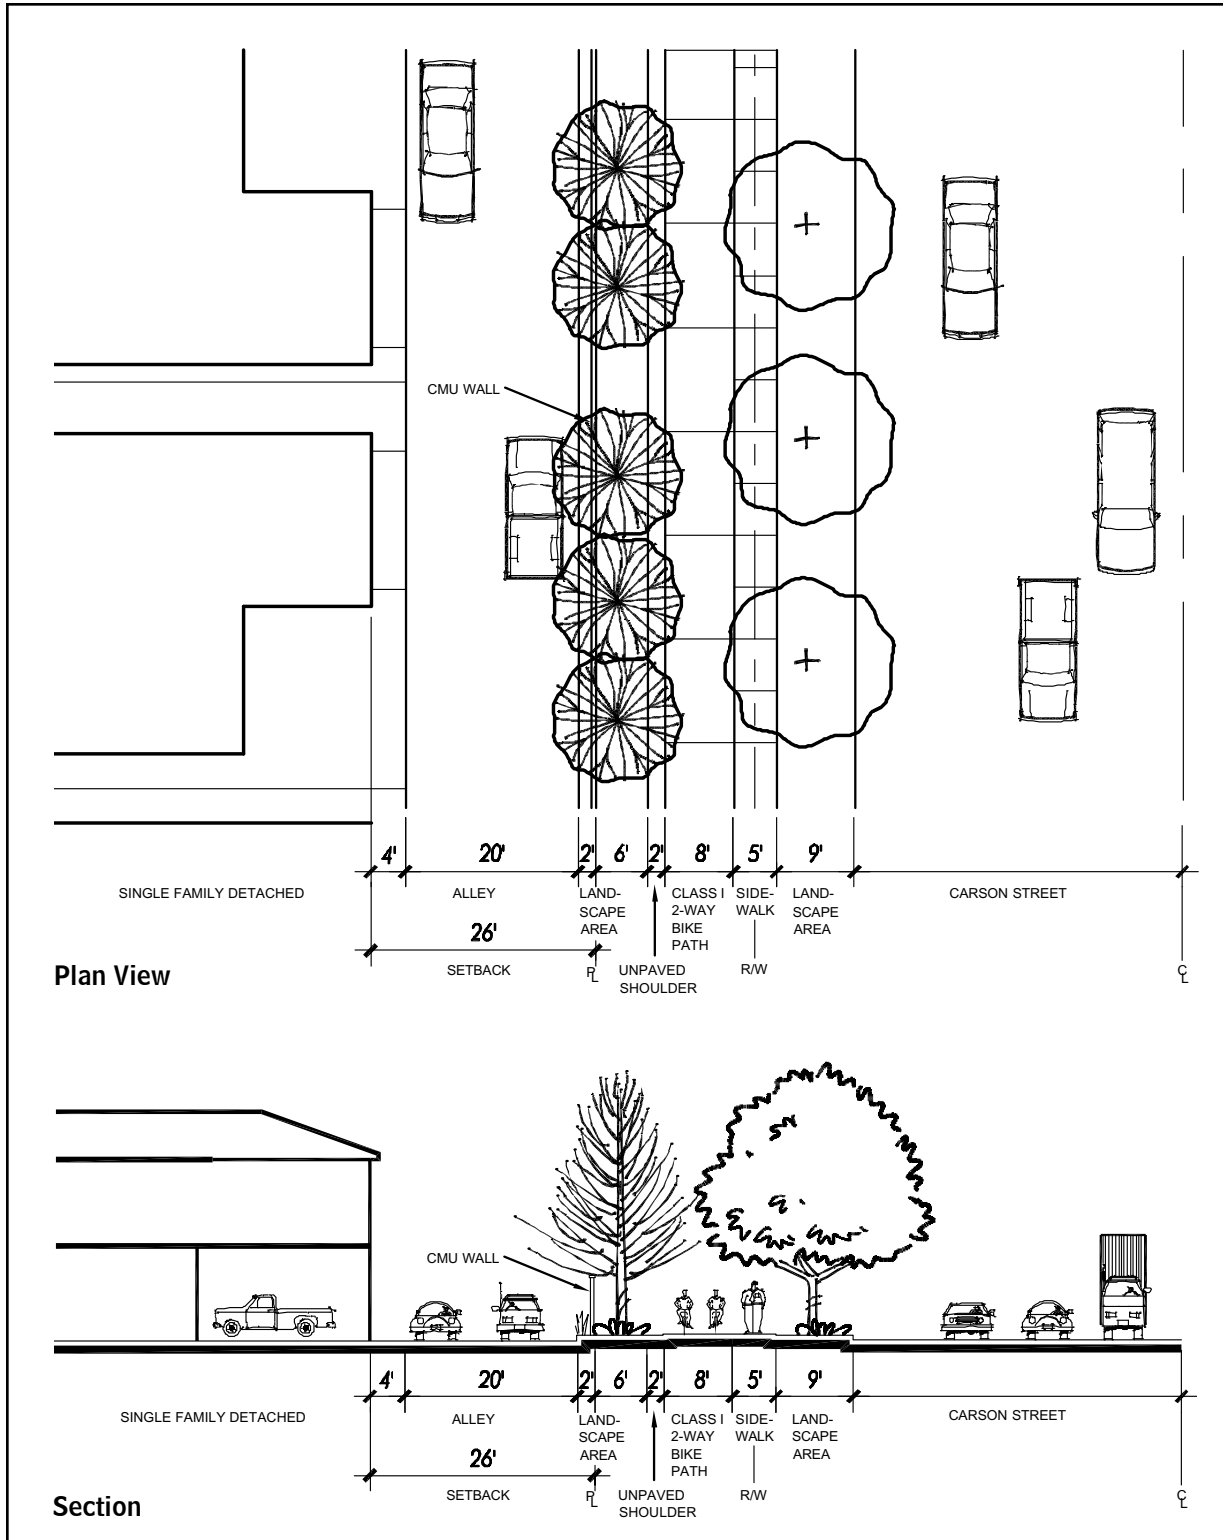 CMU WALL
4' 20' 2' 6' 2' 8' 5' 9'
SINGLE FAMILY DETACHED
ALLEY
LAND-
SCAPE
AREA
CLASS I
2-WAY
BIKE
PATH
SIDE-
WALK
LAND-
SCAPE
AREA
CARSON STREET
26'
SETBACK
PL
UNPAVED
SHOULDER
R/W
CL
Plan View
CMU WALL
4' 20' 2' 6' 2' 8' 5' 9'
SINGLE FAMILY DETACHED
ALLEY
LAND-
SCAPE
AREA
CLASS I
2-WAY
BIKE
PATH
SIDE-
WALK
LAND-
SCAPE
AREA
CARSON STREET
26'
SETBACK
PL
UNPAVED
SHOULDER
R/W
CL
Section